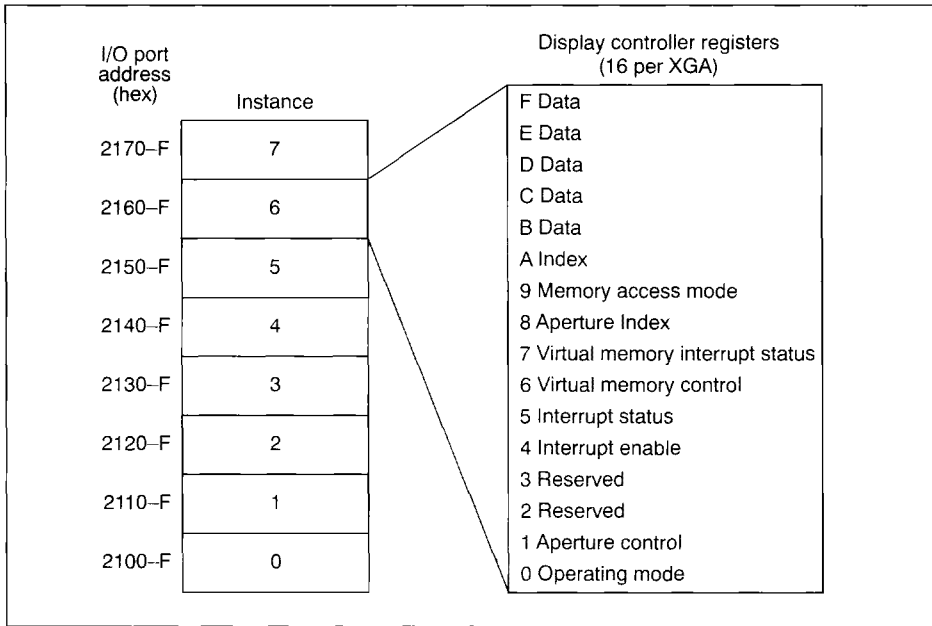 I/O port
address
(hex)
Instance
2170–F 7
2160–F 6
2150–F 5
2140–F 4
2130–F 3
2120–F 2
2110–F 1
2100–F 0
Display controller registers
(16 per XGA)
F Data
E Data
D Data
C Data
B Data
A Index
9 Memory access mode
8 Aperture Index
7 Virtual memory interrupt status
6 Virtual memory control
5 Interrupt status
4 Interrupt enable
3 Reserved
2 Reserved
1 Aperture control
0 Operating mode